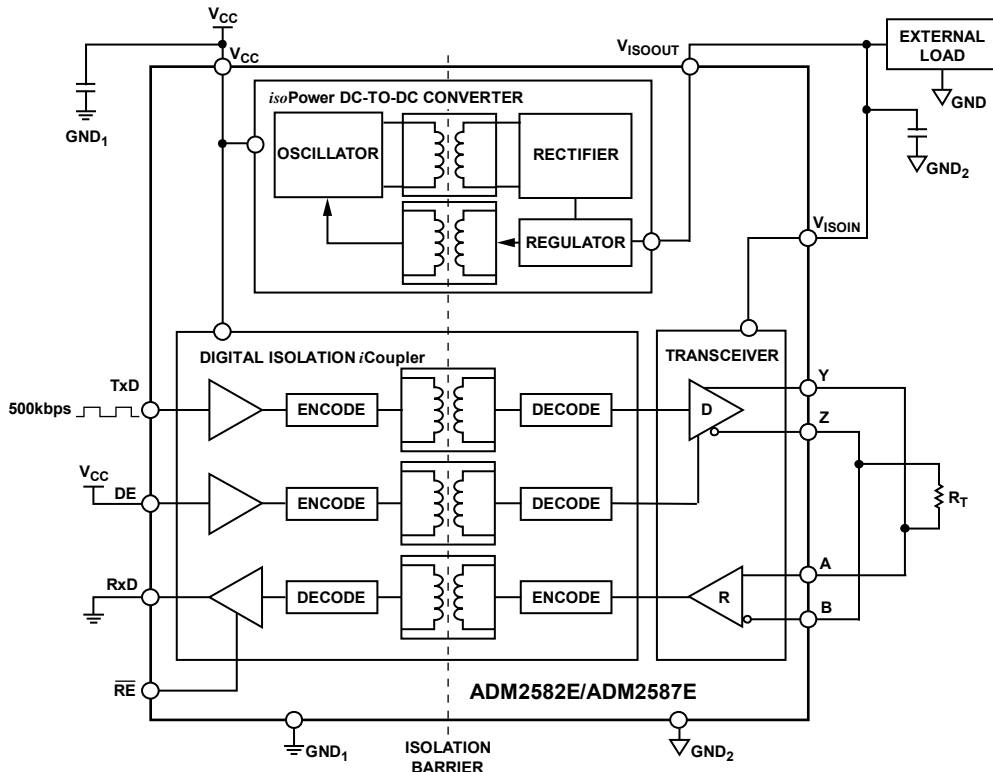 VCC
VCC
VISOOUT
EXTERNAL
LOAD
GND
GND1
GND2
isoPower DC-TO-DC CONVERTER
OSCILLATOR
RECTIFIER
REGULATOR
VISOIN
DIGITAL ISOLATION iCoupler
TRANSCEIVER
TxD
500kbps
ENCODE
DECODE
D
Y
Z
VCC
DE
ENCODE
DECODE
RT
RxD
DECODE
ENCODE
R
A
B
RE
ADM2582E/ADM2587E
GND1
ISOLATION
BARRIER
GND2